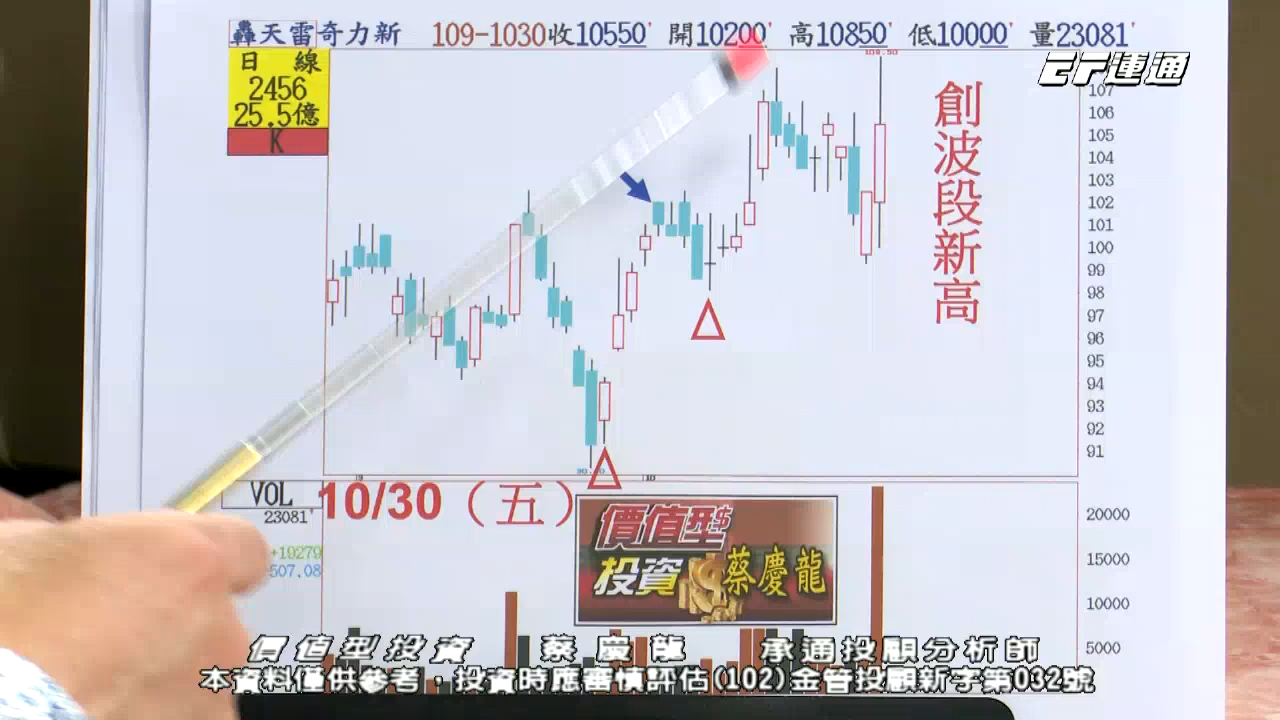 轟天雷奇力新 109-1030收10550' 開10200' 高10850' 低10000' 量23081'
日 線
2456
25.5億
K
EF連通
108.50
107
106
105
104
103
102
101
100
99
98
97
96
95
94
93
92
91
創波段新高
9
10
VOL
23081'
+19279
507.08
10/30（五）
20000
15000
10000
5000
價值型$
投資
蔡慶龍
價值型投資 蔡慶龍 承通投顧分析師
本資料僅供參考，投資時應審慎評估(102)金管投顧新字第032號